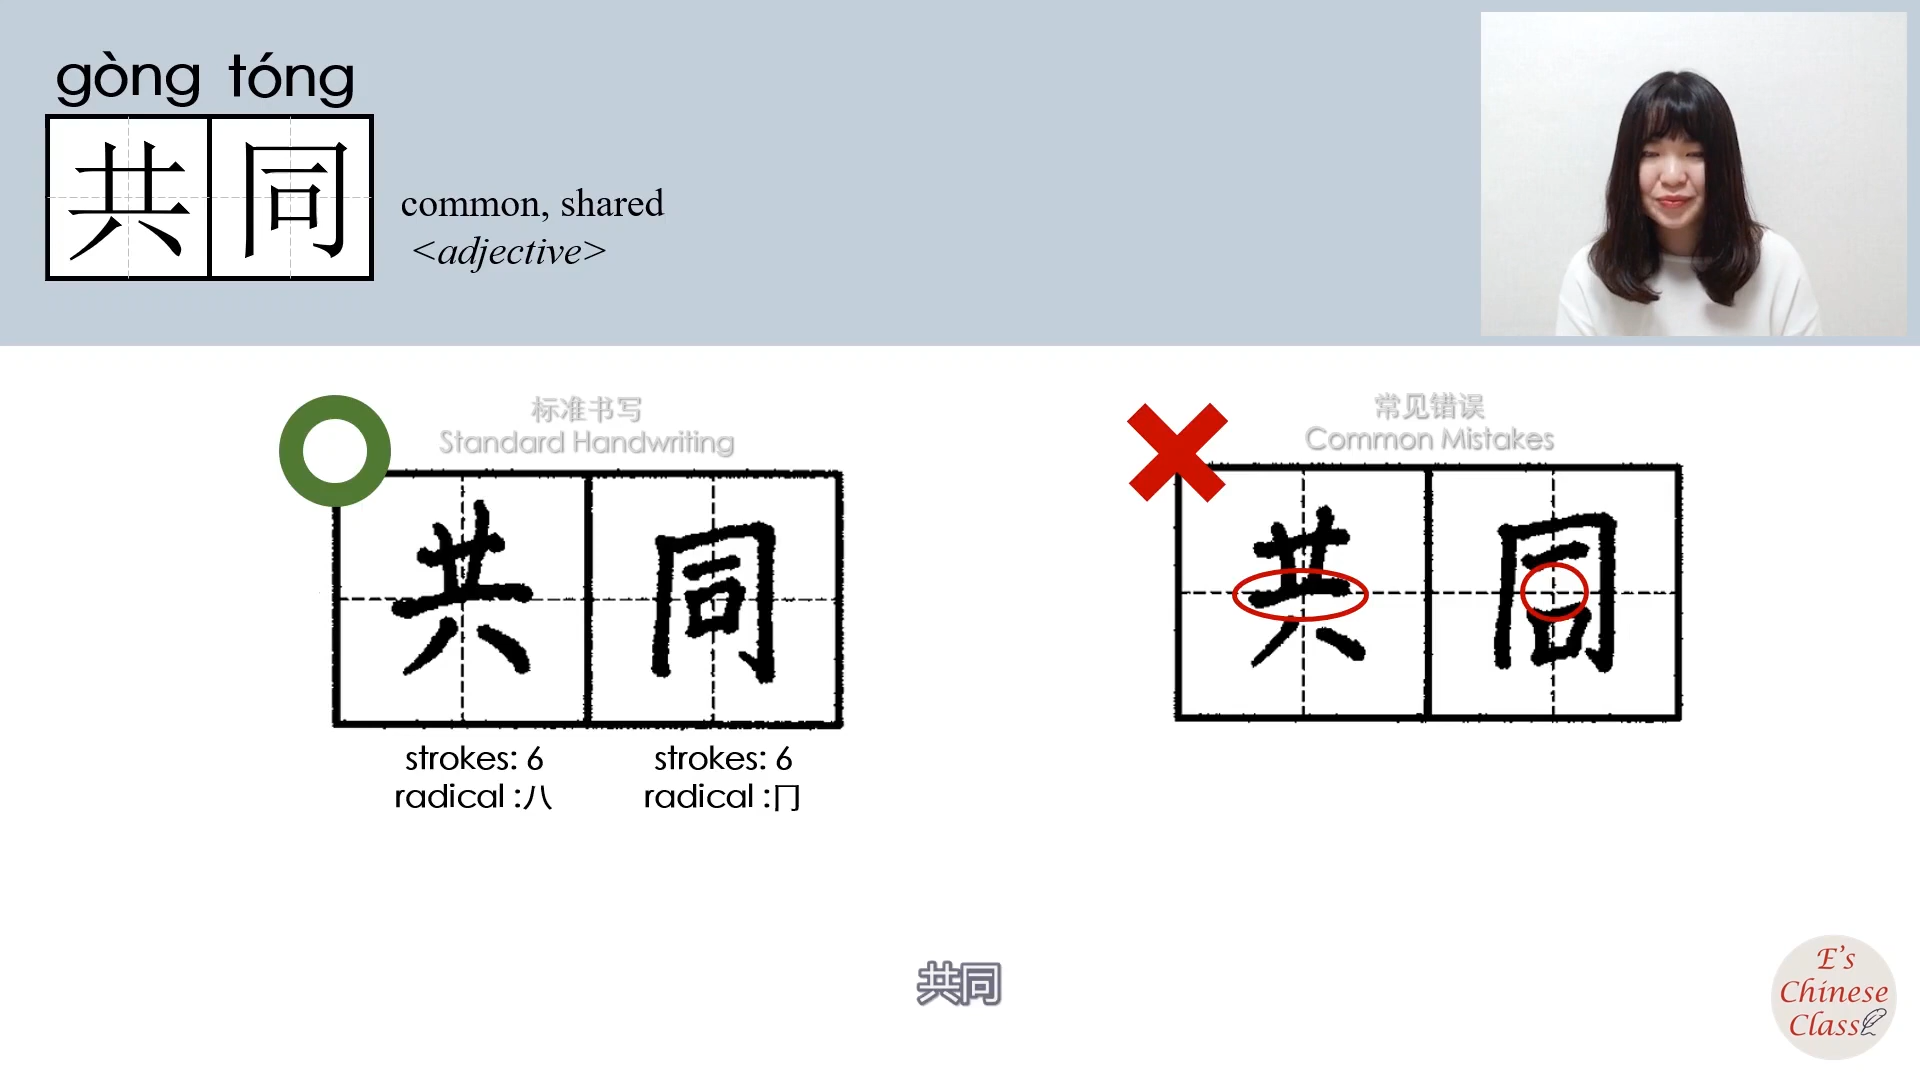 gòng tóng
共同
common, shared
<adjective>
标准书写
Standard Handwriting
共同
strokes: 6
radical :八
strokes: 6
radical :冂
常见错误
Common Mistakes
共同
共同
E's
Chinese
Class